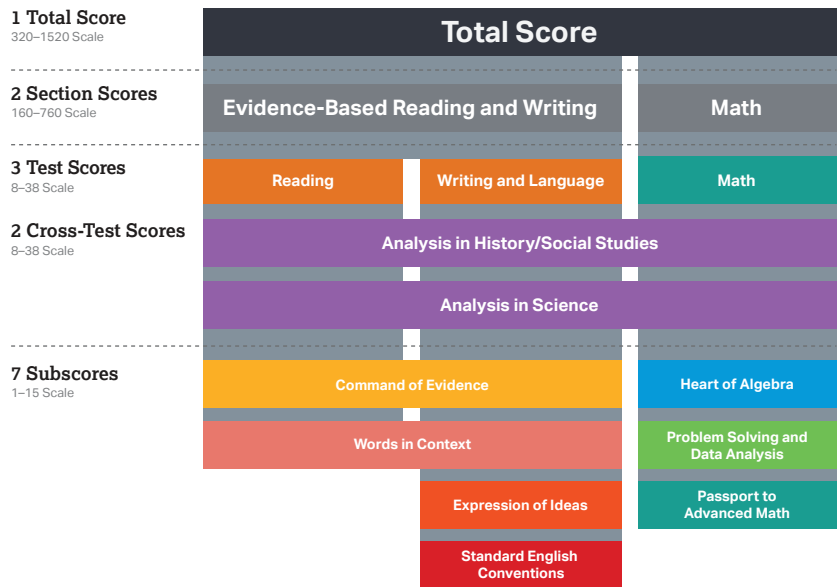 1 Total Score
320–1520 Scale
Total Score
2 Section Scores
160–760 Scale
Evidence-Based Reading and Writing
Math
3 Test Scores
8–38 Scale
Reading
Writing and Language
Math
2 Cross-Test Scores
8–38 Scale
Analysis in History/Social Studies
Analysis in Science
7 Subscores
1–15 Scale
Command of Evidence
Heart of Algebra
Words in Context
Problem Solving and
Data Analysis
Expression of Ideas
Passport to
Advanced Math
Standard English
Conventions